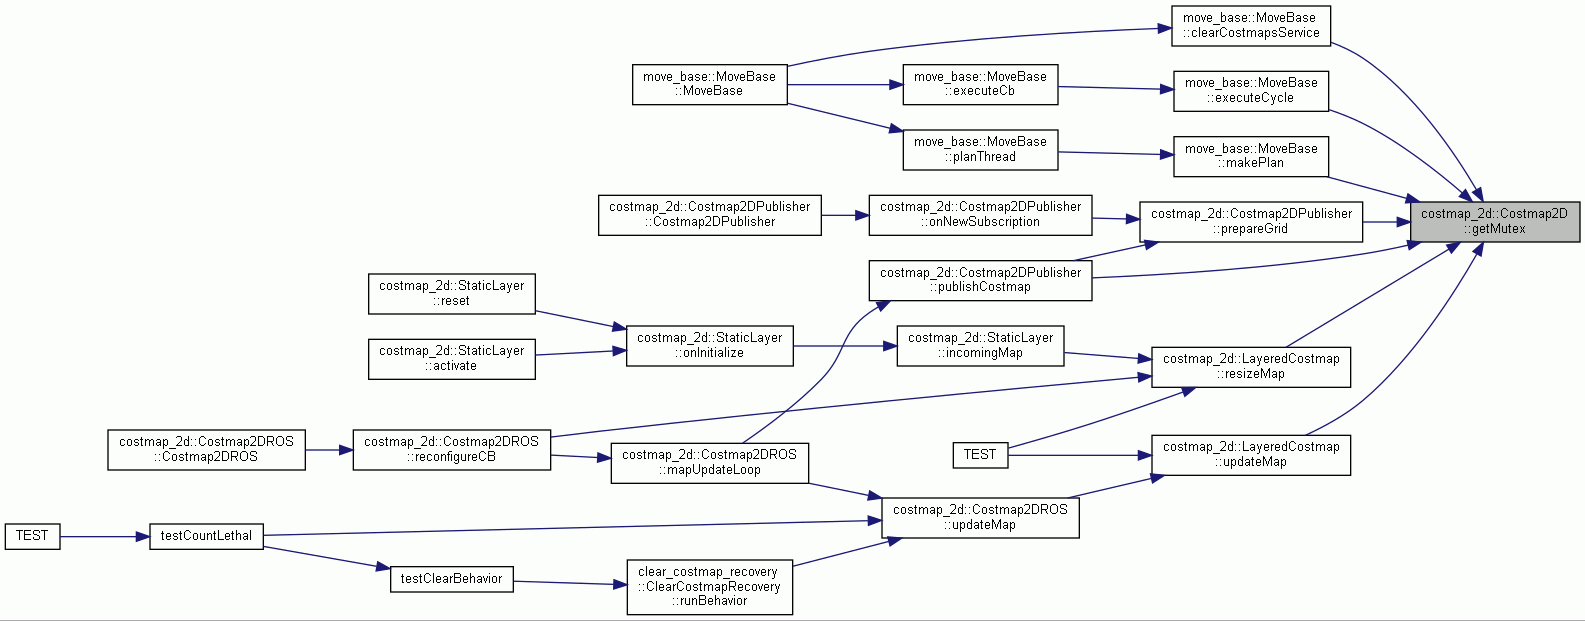 move_base::MoveBase
::clearCostmapsService
move_base::MoveBase
::MoveBase
move_base::MoveBase
::executeCb
move_base::MoveBase
::executeCycle
move_base::MoveBase
::planThread
move_base::MoveBase
::makePlan
costmap_2d::Costmap2DPublisher
::Costmap2DPublisher
costmap_2d::Costmap2DPublisher
::onNewSubscription
costmap_2d::Costmap2DPublisher
::prepareGrid
costmap_2d::Costmap2D
::getMutex
costmap_2d::Costmap2DPublisher
::publishCostmap
costmap_2d::StaticLayer
::reset
costmap_2d::StaticLayer
::onInitialize
costmap_2d::StaticLayer
::incomingMap
costmap_2d::StaticLayer
::activate
costmap_2d::LayeredCostmap
::resizeMap
costmap_2d::Costmap2DROS
::Costmap2DROS
costmap_2d::Costmap2DROS
::reconfigureCB
costmap_2d::Costmap2DROS
::mapUpdateLoop
TEST
costmap_2d::LayeredCostmap
::updateMap
costmap_2d::Costmap2DROS
::updateMap
TEST
testCountLethal
testClearBehavior
clear_costmap_recovery
::ClearCostmapRecovery
::runBehavior